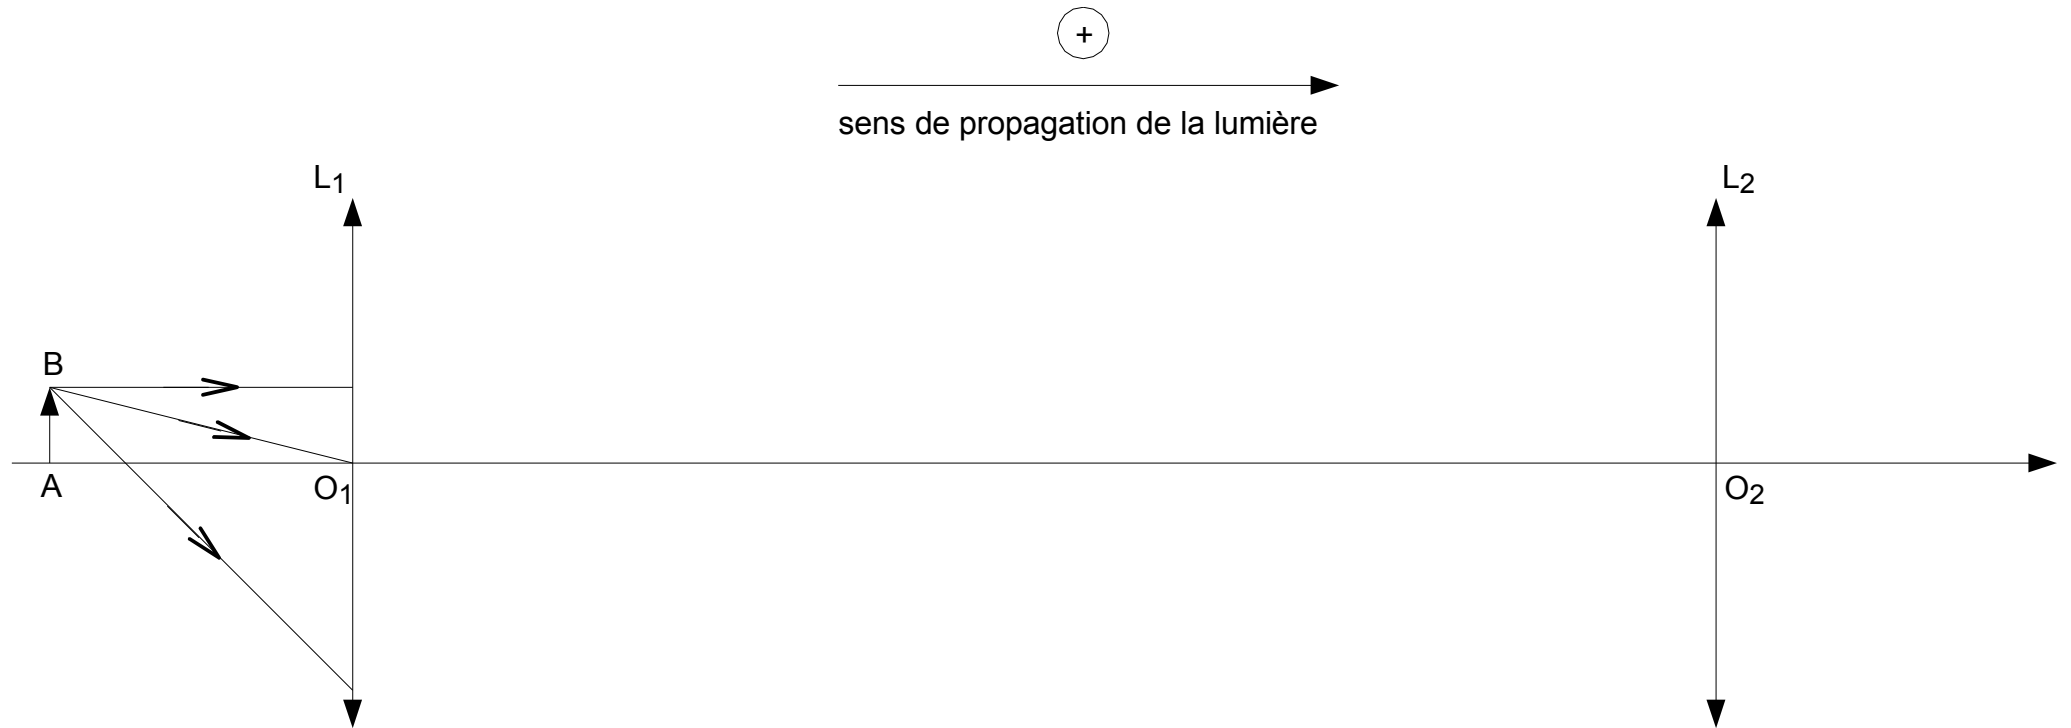 +
sens de propagation de la lumière
L1
L2
B
A
O1
O2